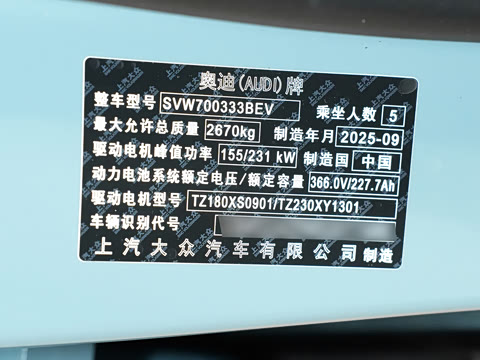 奥迪(AUDI)牌
整车型号 SVW700333BEV 乘坐人数 5
最大允许总质量 2670kg 制造年月 2025-09
驱动电机峰值功率 155/231 kW 制造国 中国
动力电池系统额定电压/额定容量 366.0V/227.7Ah
驱动电机型号 TZ180XS0901/TZ230XY1301
车辆识别代号
上汽大众汽车有限公司 制造